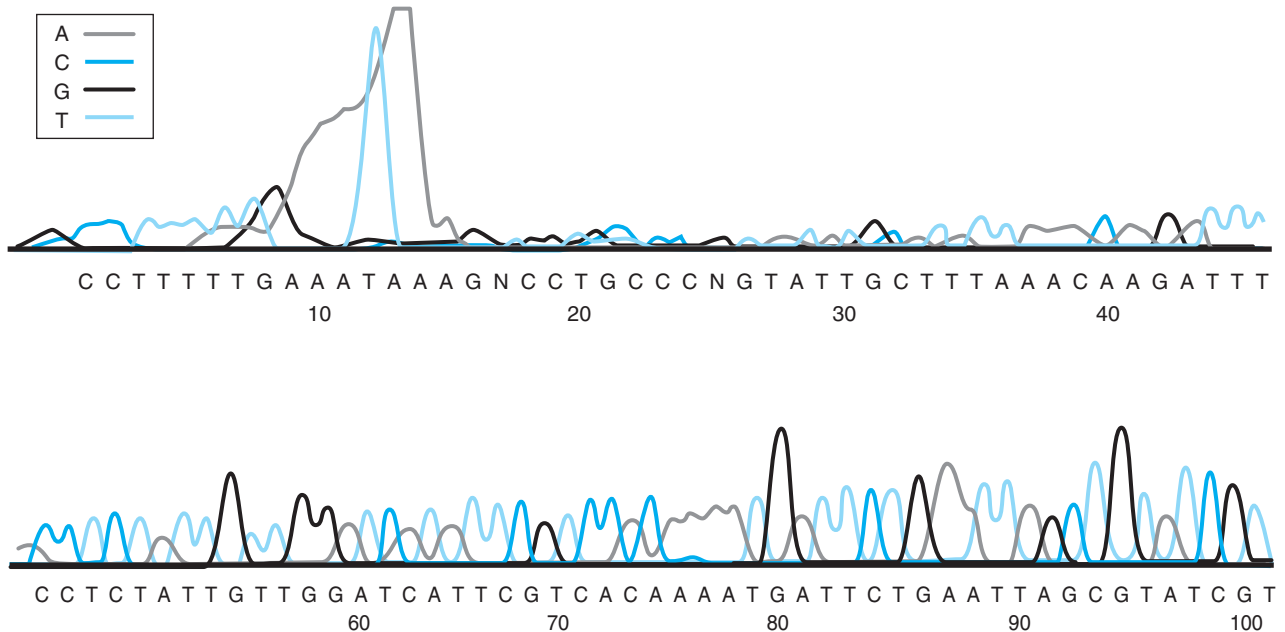 A
C
G
T
C C T T T T T G A A A T A A A G N C C T G C C C N G T A T T G C T T T A A A C A A G A T T T
10 20 30 40
C C T C T A T T G T T G G A T C A T T C G T C A C A A A A T G A T T C T G A A T T A G C G T A T C G T
60 70 80 90 100